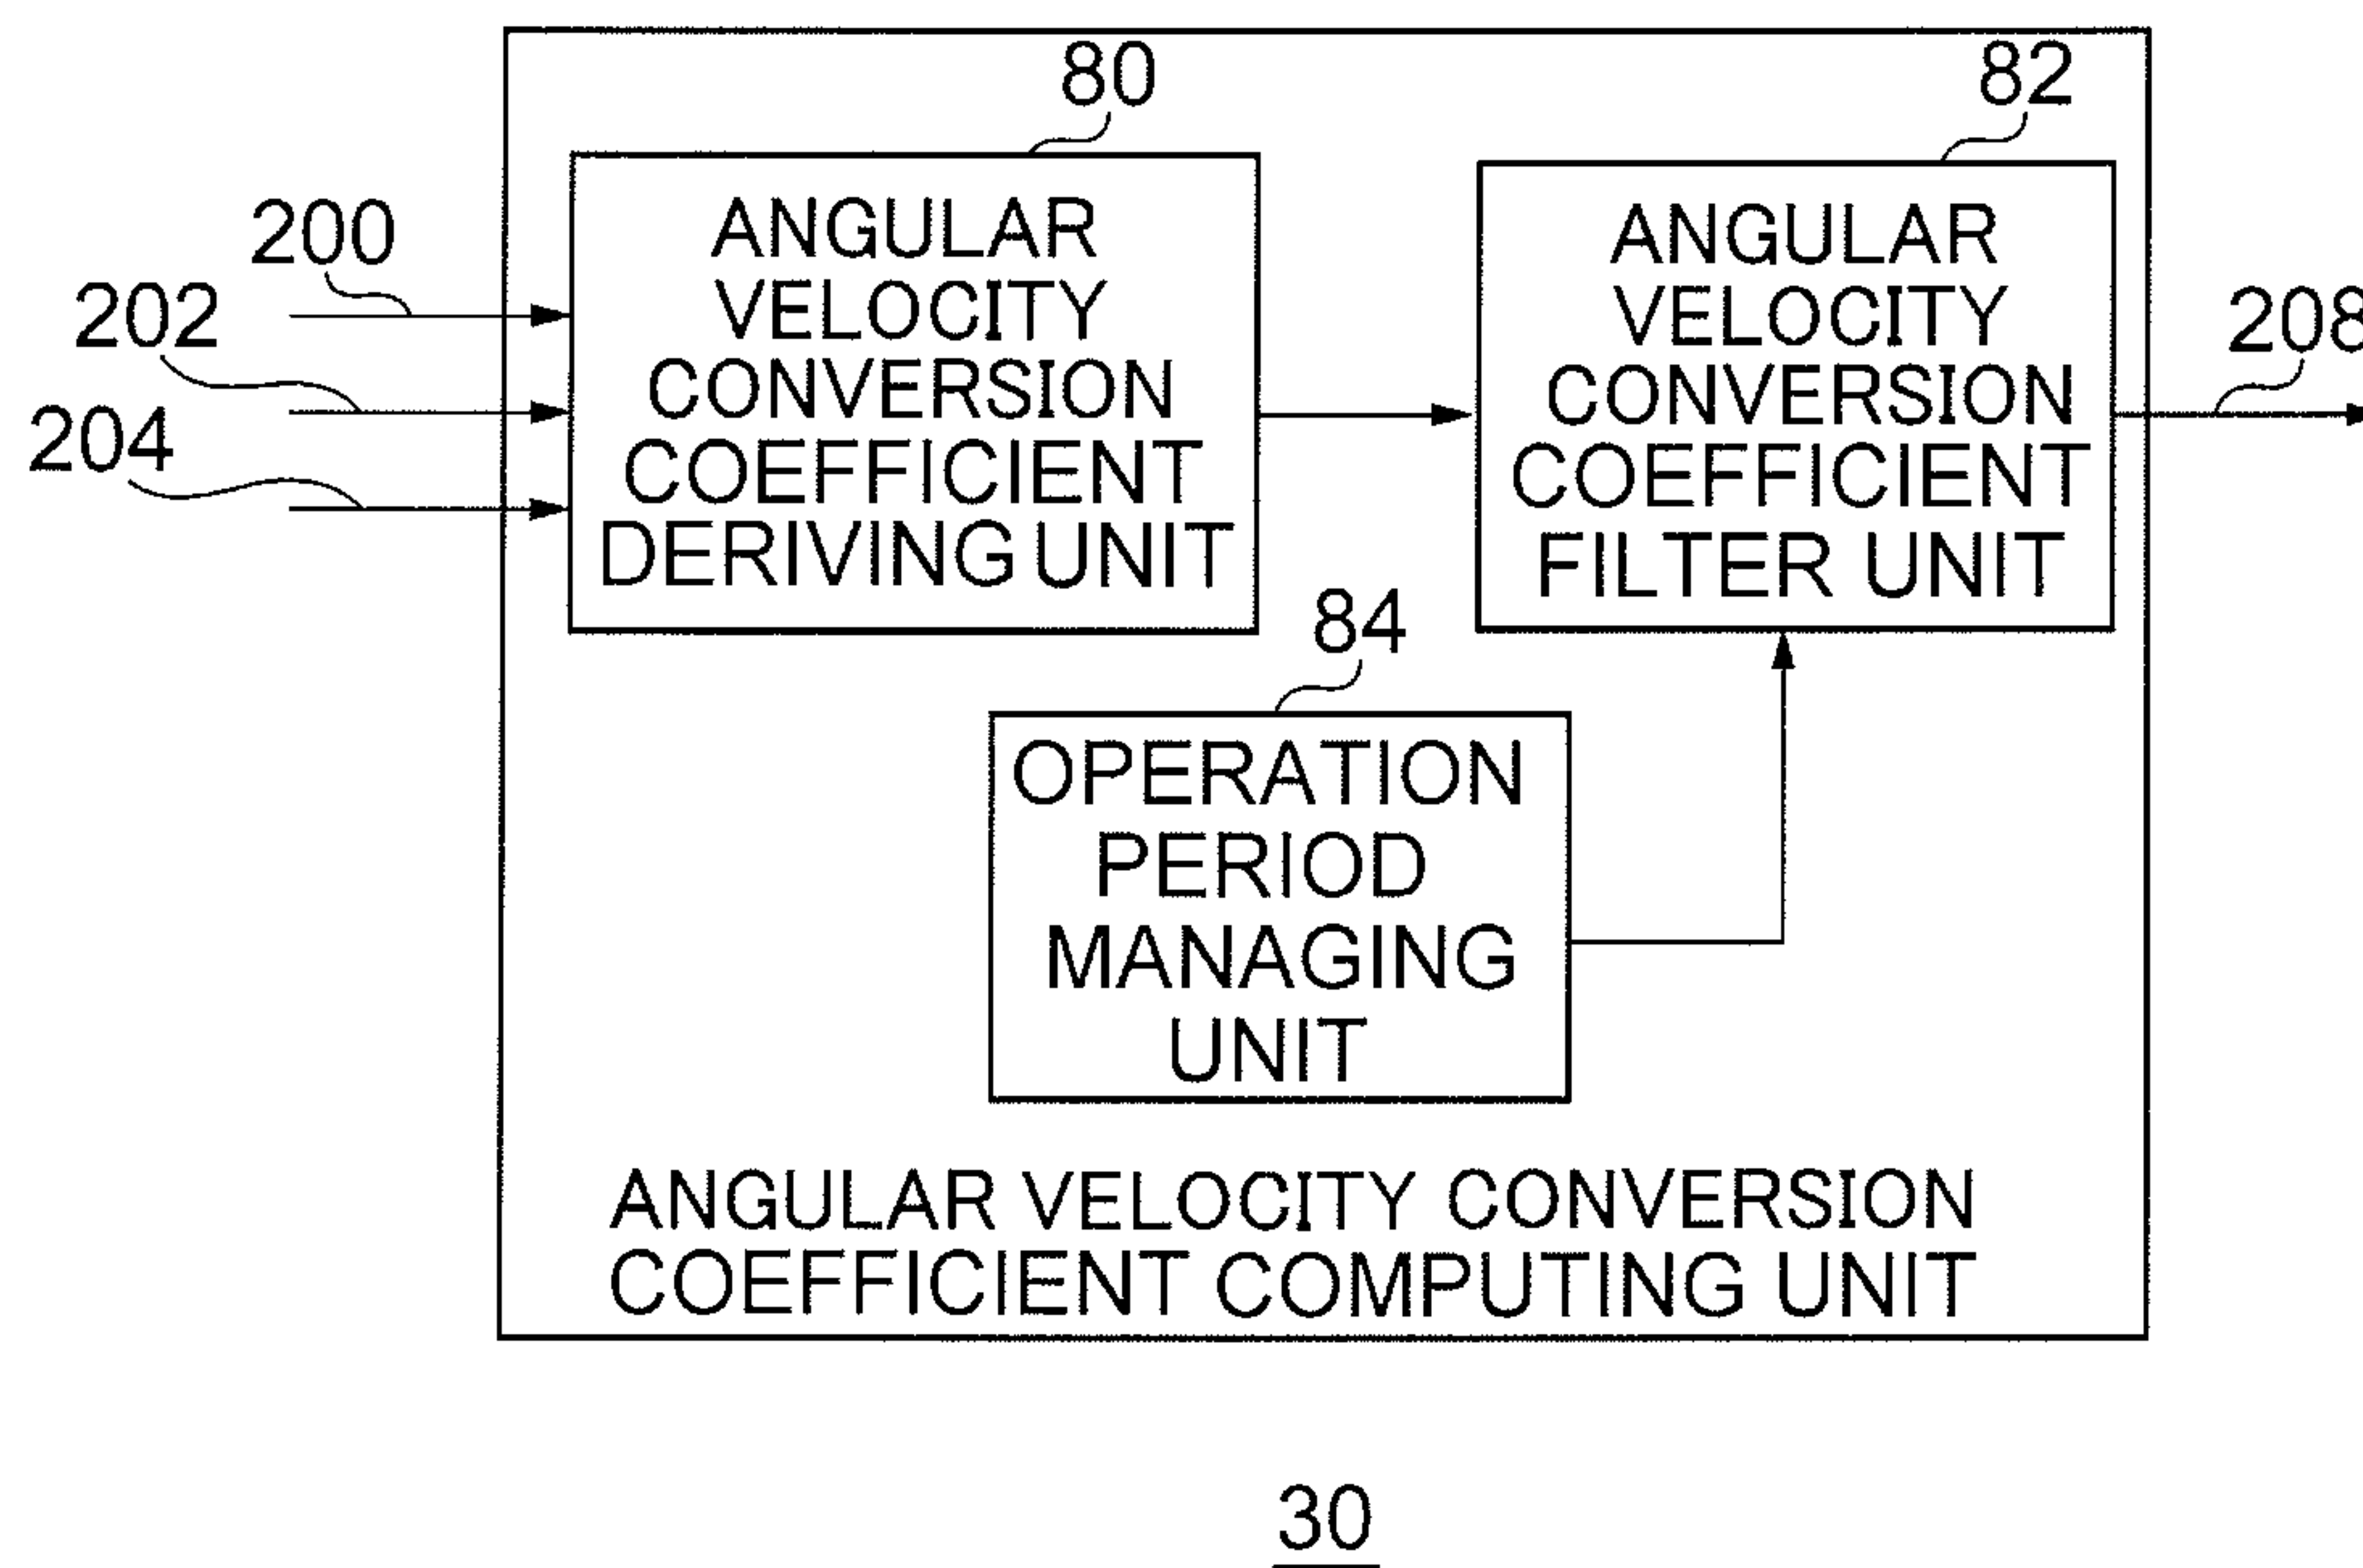 80
82
200
202
204
208
ANGULAR
VELOCITY
CONVERSION
COEFFICIENT
DERIVING UNIT
ANGULAR
VELOCITY
CONVERSION
COEFFICIENT
FILTER UNIT
84
OPERATION
PERIOD
MANAGING
UNIT
ANGULAR VELOCITY CONVERSION
COEFFICIENT COMPUTING UNIT
30